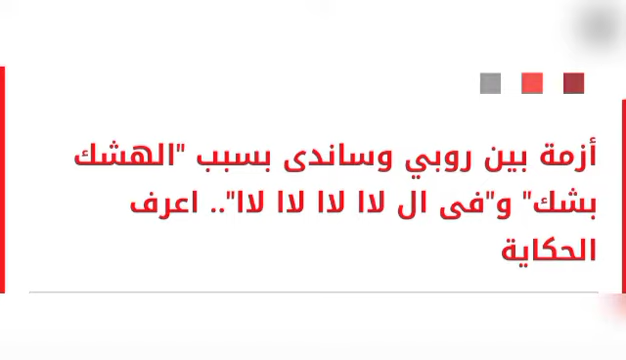 أزمة بين روبي وساندى بسبب "الهشك
بشك" و"فى ال لاا لاا لاا لاا".. اعرف
الحكاية